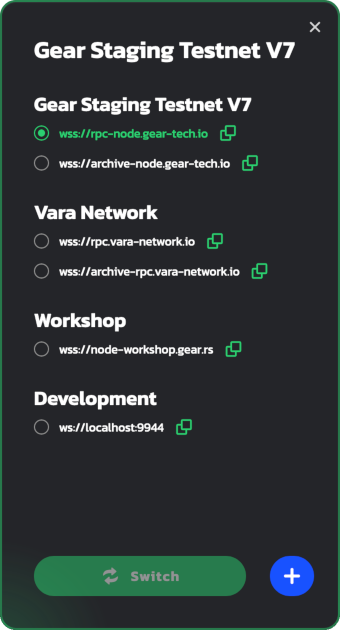 Gear Staging Testnet V7
Gear Staging Testnet V7
wss://rpc-node.gear-tech.io
wss://archive-node.gear-tech.io
Vara Network
wss://rpc.vara-network.io
wss://archive-rpc.vara-network.io
Workshop
wss://node-workshop.gear.rs
Development
ws://localhost:9944
Switch